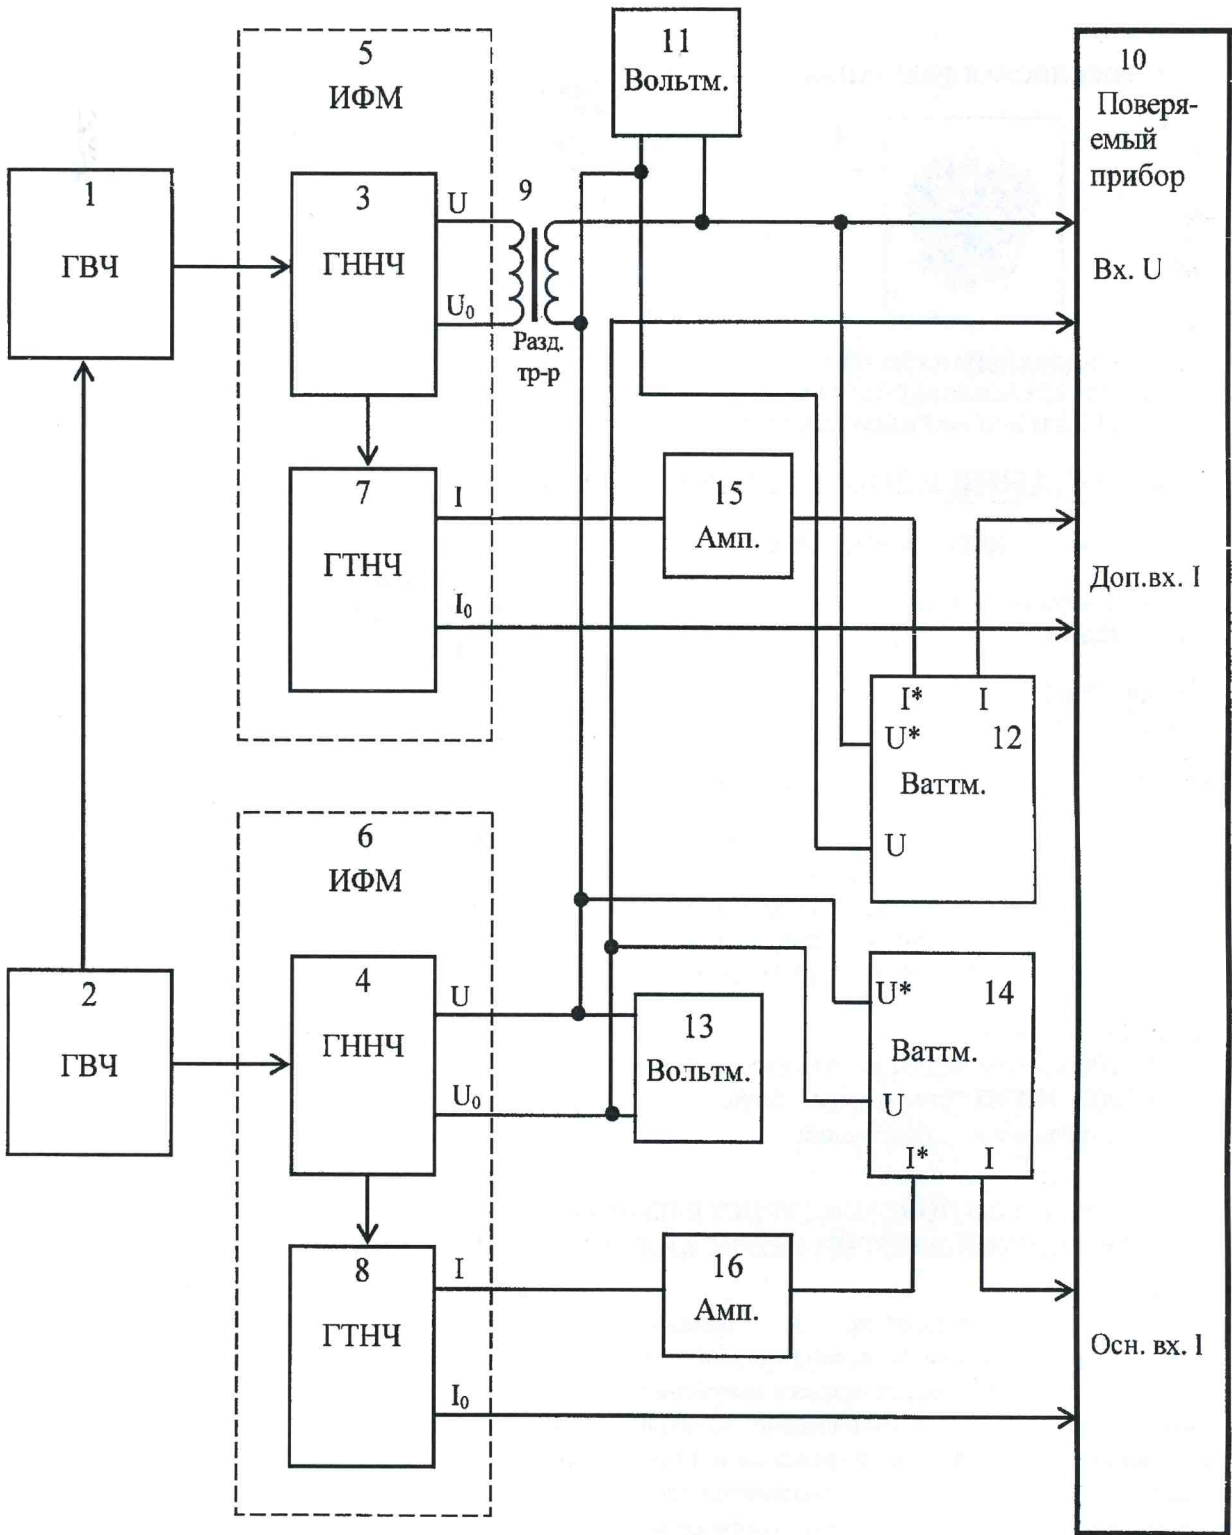 1
ГВЧ
2
ГВЧ
5
ИФМ
3
ГННЧ
U
U₀
7
ГТНЧ
I
I₀
9
Разд.
тр-р
11
Вольтм.
10
Поверя-
емый
прибор
Вх. U
15
Амп.
Доп.вх. I
I* I
U* 12
Ваттм.
U
6
ИФМ
4
ГННЧ
U
U₀
13
Вольтм.
U* 14
Ваттм.
U
I* I
8
ГТНЧ
I
I₀
16
Амп.
Осн. вх. I